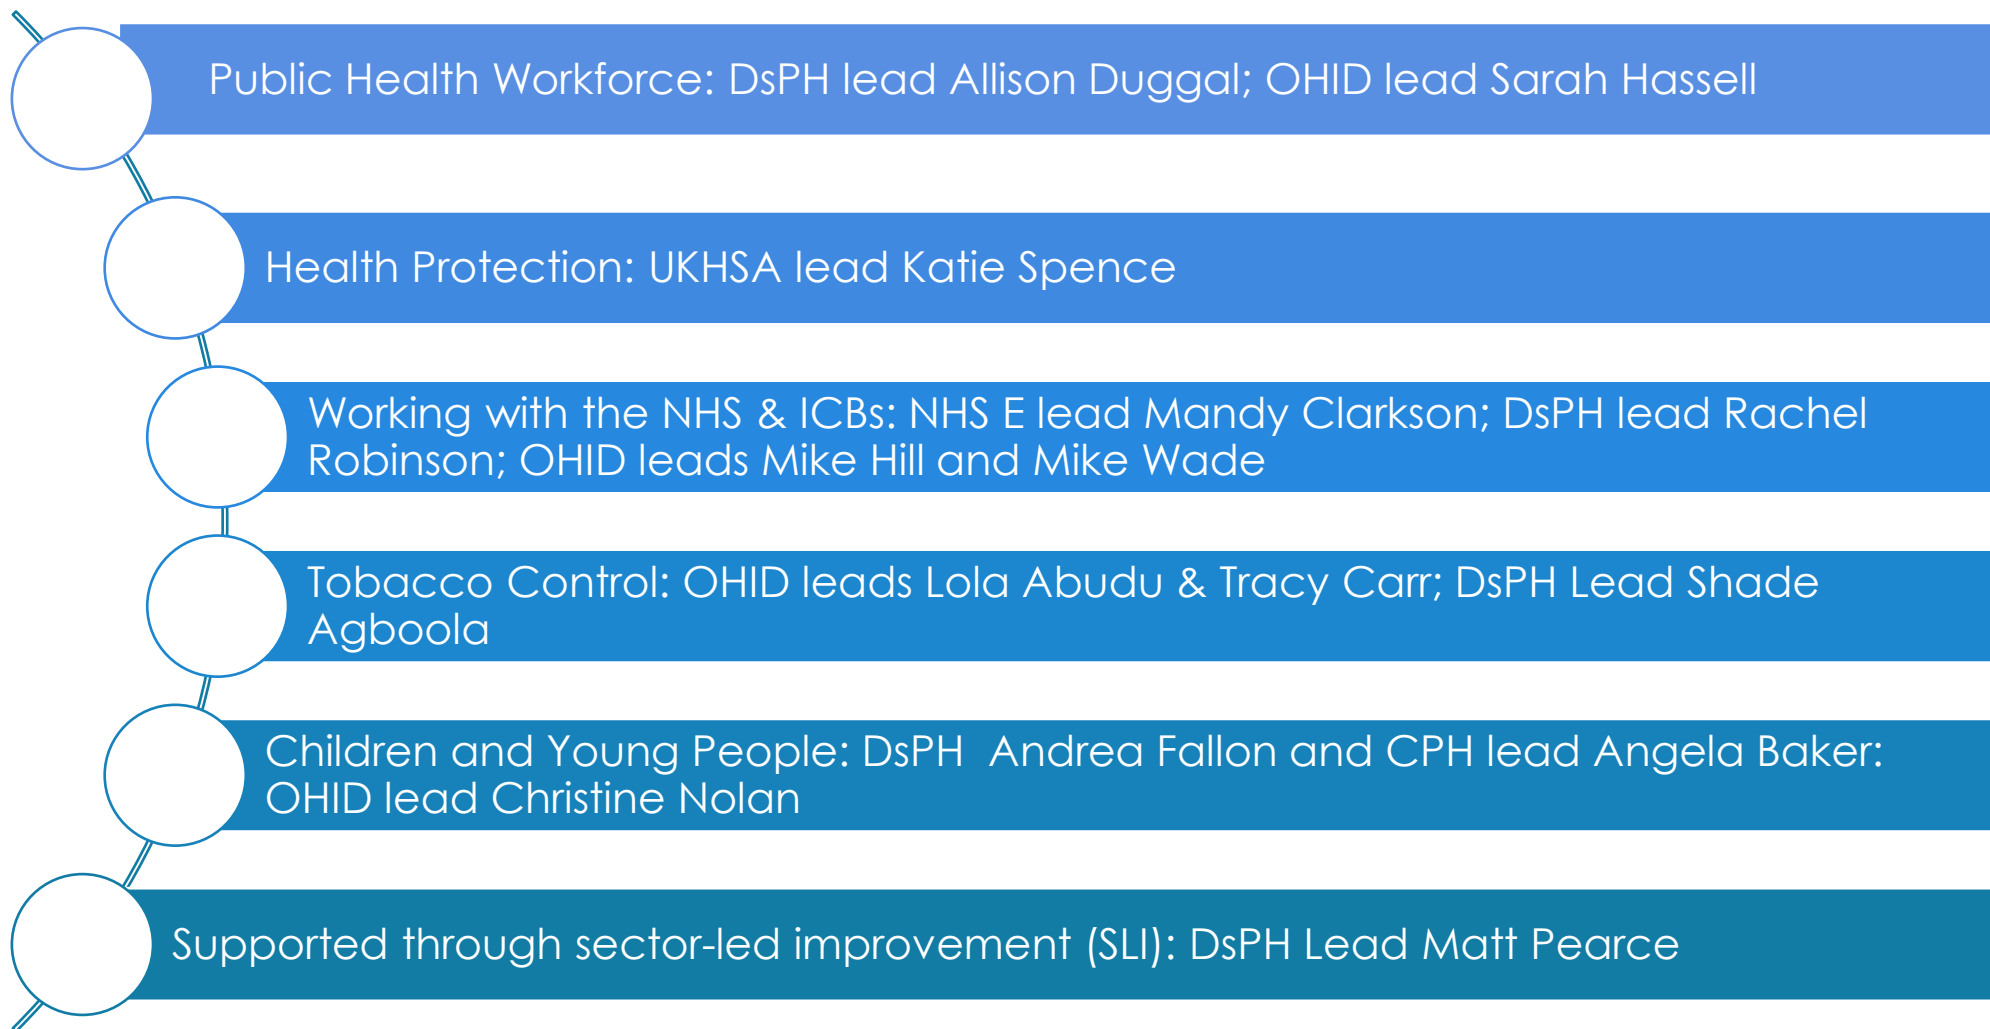 Public Health Workforce: DsPH lead Allison Duggal; OHID lead Sarah Hassell
Health Protection: UKHSA lead Katie Spence
Working with the NHS & ICBs: NHS E lead Mandy Clarkson; DsPH lead Rachel
Robinson; OHID leads Mike Hill and Mike Wade
Tobacco Control: OHID leads Lola Abudu & Tracy Carr; DsPH Lead Shade
Agboola
Children and Young People: DsPH  Andrea Fallon and CPH lead Angela Baker:
OHID lead Christine Nolan
Supported through sector-led improvement (SLI): DsPH Lead Matt Pearce